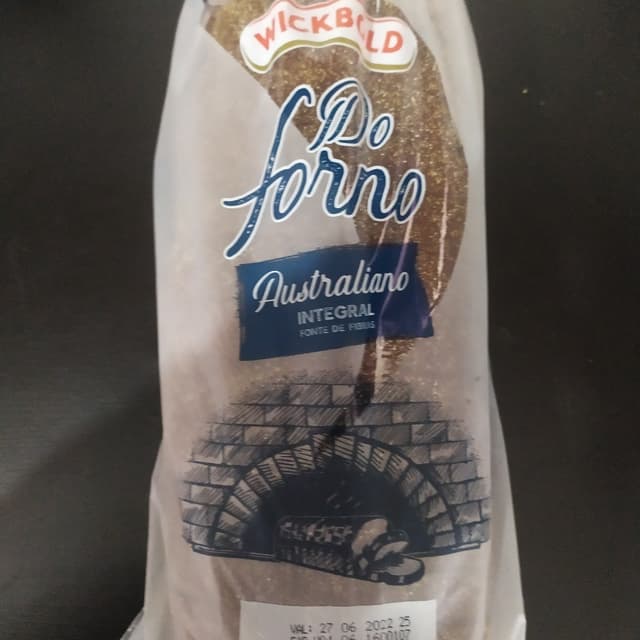 WICKBOLD
Do
forno
Australiano
INTEGRAL
FONTE DE FIBRAS
VAL: 27 06 2022 25